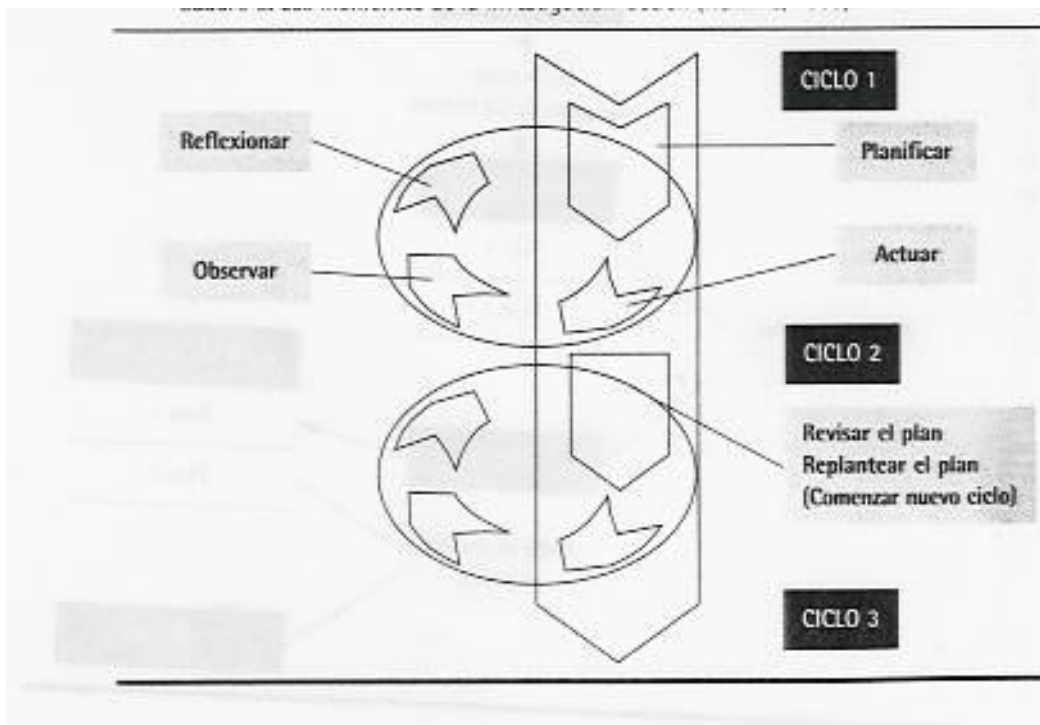 CICLO 1
Reflexionar
Planificar
Observar
Actuar
CICLO 2
Revisar el plan
Replantear el plan
(Comenzar nuevo ciclo)
CICLO 3